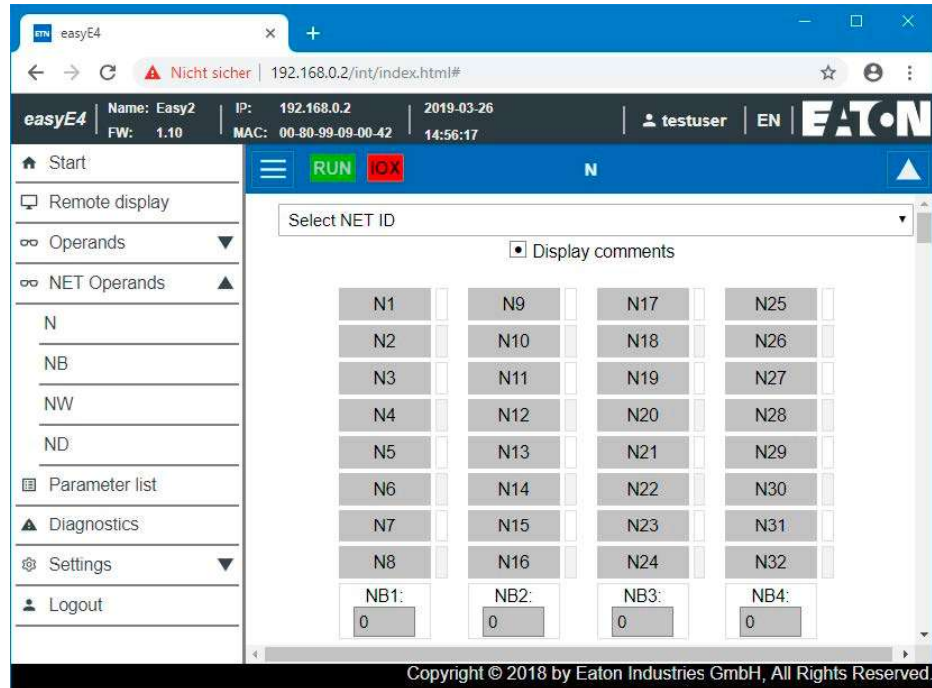 ETN easyE4
Nicht sicher | 192.168.0.2/int/index.html#
easyE4 Name: Easy2 IP: 192.168.0.2 2019-03-26 testuser EN EATON
FW: 1.10 MAC: 00-80-99-09-00-42 14:56:17
Start
Remote display
Operands
NET Operands
N
NB
NW
ND
Parameter list
Diagnostics
Settings
Logout
RUN IOX N
Select NET ID
Display comments
N1 N9 N17 N25
N2 N10 N18 N26
N3 N11 N19 N27
N4 N12 N20 N28
N5 N13 N21 N29
N6 N14 N22 N30
N7 N15 N23 N31
N8 N16 N24 N32
NB1: NB2: NB3: NB4:
0 0 0 0
Copyright © 2018 by Eaton Industries GmbH, All Rights Reserved.